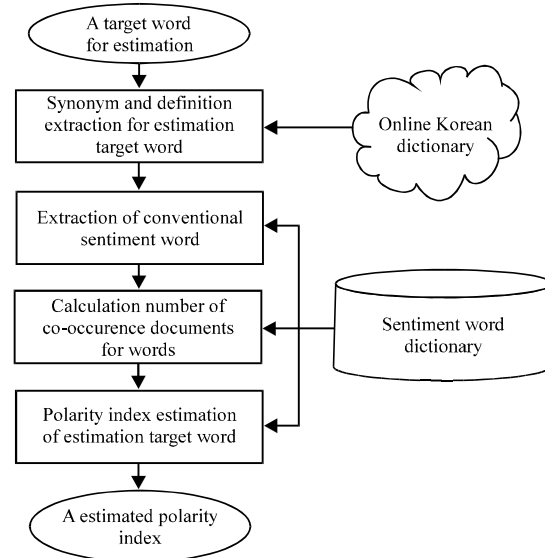 A target word
for estimation
Synonym and definition
extraction for estimation
target word
Online Korean
dictionary
Extraction of conventional
sentiment word
Calculation number of
co-occurence documents
for words
Sentiment word
dictionary
Polarity index estimation
of estimation target word
A estimated polarity
index